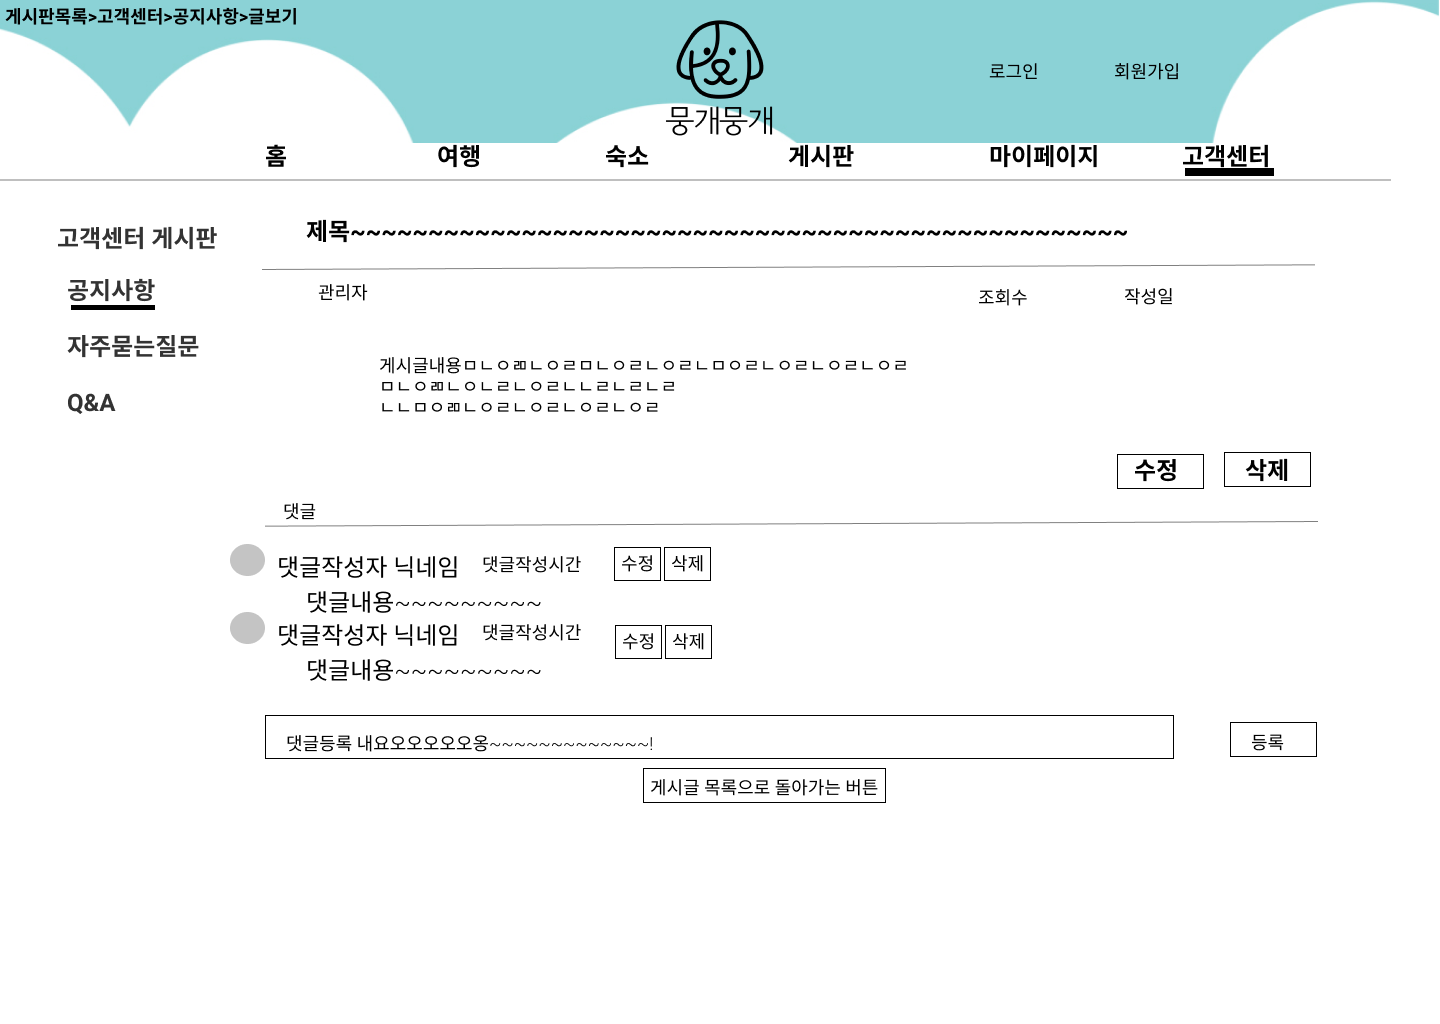 게시판목록>고객센터>공지사항>글보기
로그인 회원가입
뭉개뭉개
홈 여행 숙소 게시판 마이페이지 고객센터
고객센터 게시판
공지사항
자주묻는질문
Q&A
제목~~~~~~~~~~~~~~~~~~~~~~~~~~~~~~~~~~~~~~~~~~~~~~~~~~
관리자 조회수 작성일
게시글내용ㅁㄴㅇㄻㄴㅇㄹㅁㄴㅇㄹㄴㅇㄹㄴㅁㅇㄹㄴㅇㄹㄴㅇㄹㄴㅇㄹ
ㅁㄴㅇㄻㄴㅇㄴㄹㄴㅇㄹㄴㄴㄹㄴㄹㄴㄹ
ㄴㄴㅁㅇㄻㄴㅇㄹㄴㅇㄹㄴㅇㄹㄴㅇㄹ
수정 삭제
댓글
댓글작성자 닉네임 댓글작성시간 수정 삭제
댓글내용~~~~~~~~~
댓글작성자 닉네임 댓글작성시간 수정 삭제
댓글내용~~~~~~~~~
댓글등록 내요오오오오오옹~~~~~~~~~~~~~! 등록
게시글 목록으로 돌아가는 버튼